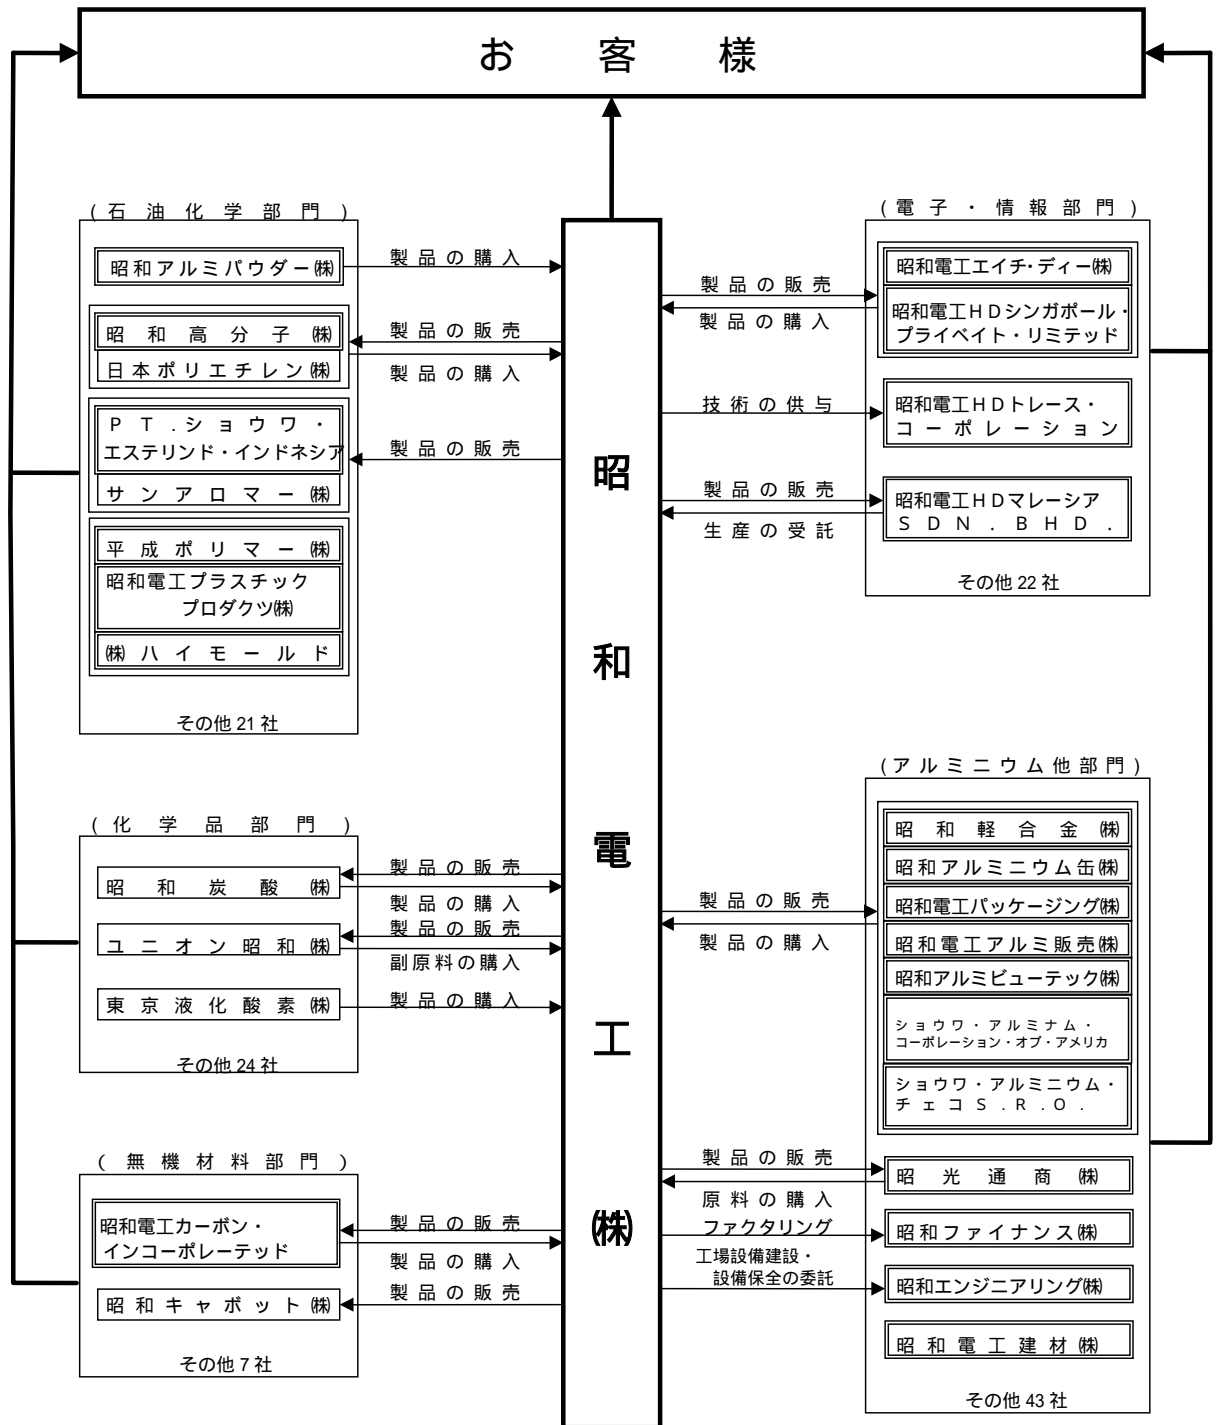 お客様
(石油化学部門)
昭和アルミパウダー㈱
製品の購入
昭和高分子㈱
日本ポリエチレン㈱
製品の販売
製品の購入
PT.ショウワ・
エステリンド・インドネシア
サンアロマー㈱
製品の販売
平成ポリマー㈱
昭和電工プラスチック
プロダクツ㈱
㈱ハイモールド
その他21社
(化学品部門)
昭和炭酸㈱
製品の販売
製品の購入
ユニオン昭和㈱
製品の販売
副原料の購入
東京液化酸素㈱
製品の購入
その他24社
(無機材料部門)
昭和電工カーボン・
インコーポレーテッド
製品の販売
製品の購入
昭和キャボット㈱
製品の販売
その他7社
昭和電工㈱
(電子・情報部門)
製品の販売
製品の購入
昭和電工エイチ・ディー㈱
昭和電工HDシンガポール・
プライベイト・リミテッド
技術の供与
昭和電工HDトレース・
コーポレーション
製品の販売
生産の受託
昭和電工HDマレーシア
SDN.BHD.
その他22社
(アルミニウム他部門)
製品の販売
製品の購入
昭和軽合金㈱
昭和アルミニウム缶㈱
昭和電工パッケージング㈱
昭和電工アルミ販売㈱
昭和アルミビューテック㈱
ショウワ・アルミナム・
コーポレーション・オブ・アメリカ
ショウワ・アルミニウム・
チェコS.R.O.
製品の販売
原料の購入
昭光通商㈱
ファクタリング
昭和ファイナンス㈱
工場設備建設・
設備保全の委託
昭和エンジニアリング㈱
昭和電工建材㈱
その他43社